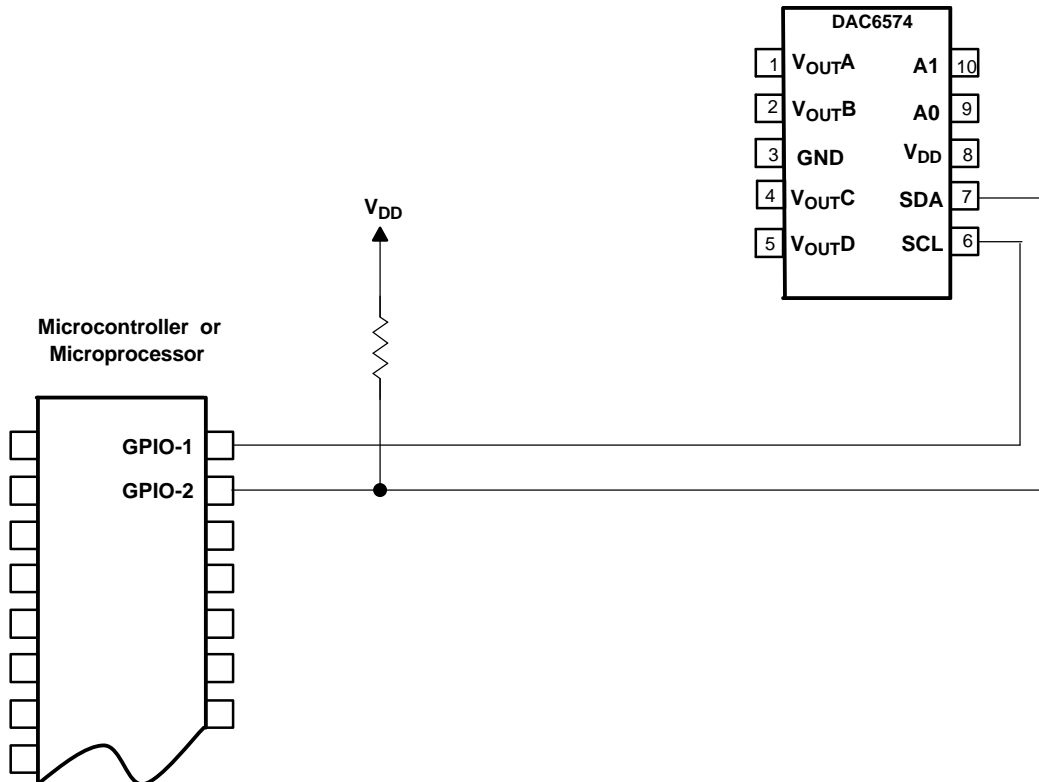 DAC6574
1 VOUTA A1 10
2 VOUTB A0 9
3 GND VDD 8
4 VOUTC SDA 7
5 VOUTD SCL 6
VDD
Microcontroller or
Microprocessor
GPIO-1
GPIO-2